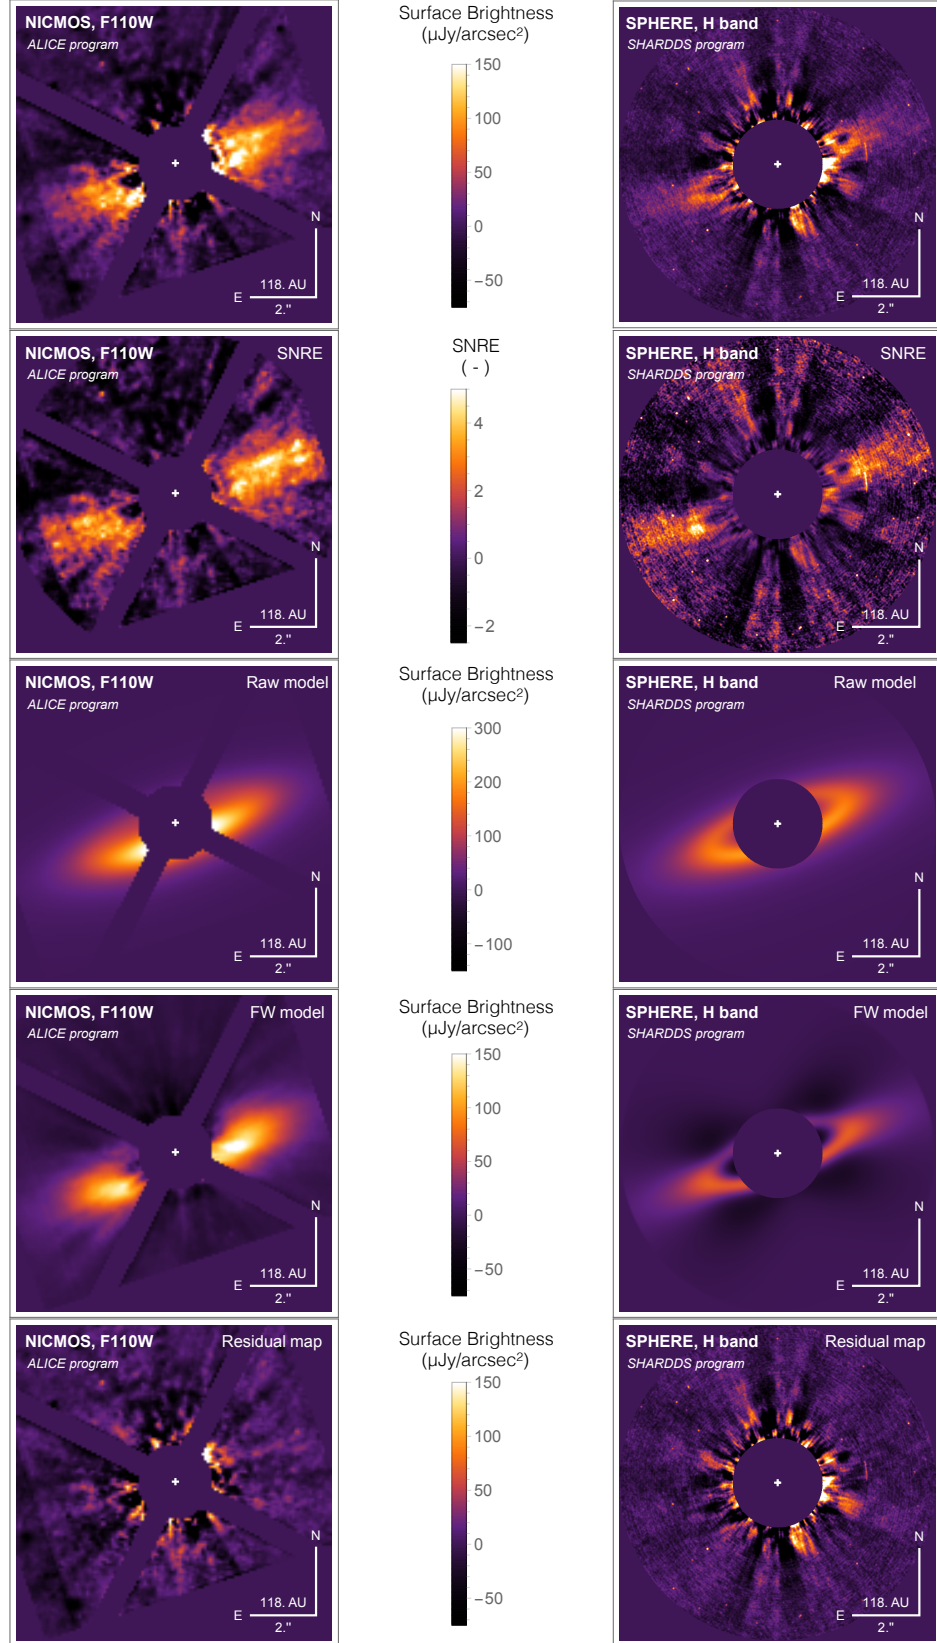 NICMOS, F110W
ALICE program
N
118. AU
E
2."
Surface Brightness
(μJy/arcsec²)
150
100
50
0
−50
SPHERE, H band
SHARDDS program
N
118. AU
E
2."
NICMOS, F110W SNRE
ALICE program
N
118. AU
E
2."
SNRE
( - )
4
2
0
−2
SPHERE, H band SNRE
SHARDDS program
N
118. AU
E
2."
NICMOS, F110W Raw model
ALICE program
N
118. AU
E
2."
Surface Brightness
(μJy/arcsec²)
300
200
100
0
−100
SPHERE, H band Raw model
SHARDDS program
N
118. AU
E
2."
NICMOS, F110W FW model
ALICE program
N
118. AU
E
2."
Surface Brightness
(μJy/arcsec²)
150
100
50
0
−50
SPHERE, H band FW model
SHARDDS program
N
118. AU
E
2."
NICMOS, F110W Residual map
ALICE program
N
118. AU
E
2."
Surface Brightness
(μJy/arcsec²)
150
100
50
0
−50
SPHERE, H band Residual map
SHARDDS program
N
118. AU
E
2."